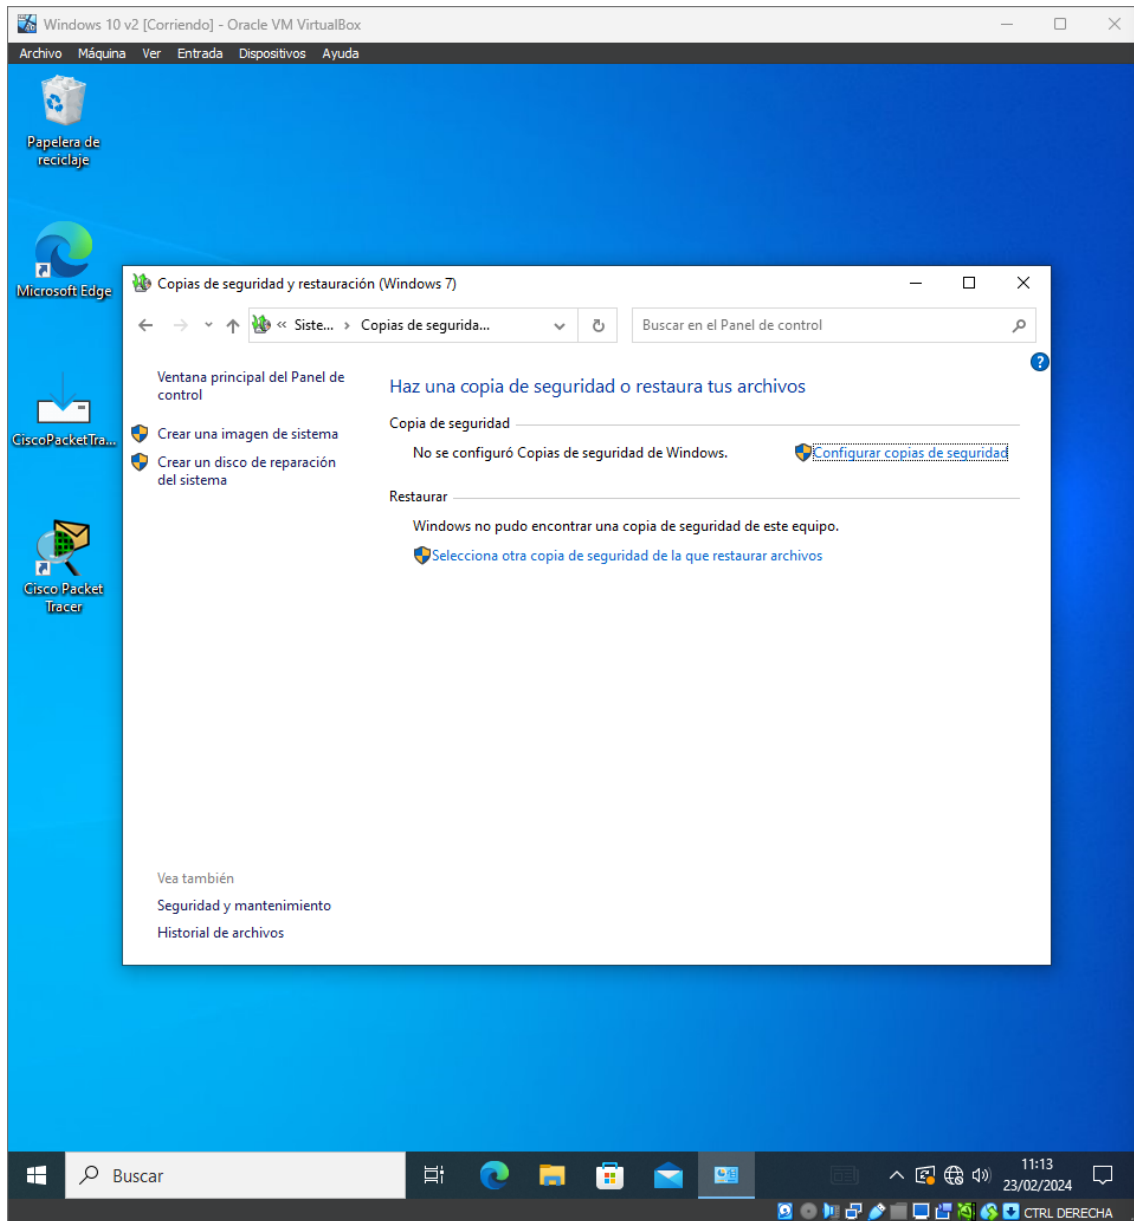 Windows 10 v2 [Corriendo] - Oracle VM VirtualBox
Archivo Máquina Ver Entrada Dispositivos Ayuda
Papelera de
reciclaje
Microsoft Edge
CiscoPacketTra...
Cisco Packet
Tracer
Copias de seguridad y restauración (Windows 7)
« Siste... › Copias de segurida...
Buscar en el Panel de control
Ventana principal del Panel de
control
Crear una imagen de sistema
Crear un disco de reparación
del sistema
Haz una copia de seguridad o restaura tus archivos
Copia de seguridad
No se configuró Copias de seguridad de Windows.
Configurar copias de seguridad
Restaurar
Windows no pudo encontrar una copia de seguridad de este equipo.
Selecciona otra copia de seguridad de la que restaurar archivos
Vea también
Seguridad y mantenimiento
Historial de archivos
Buscar
11:13
23/02/2024
CTRL DERECHA